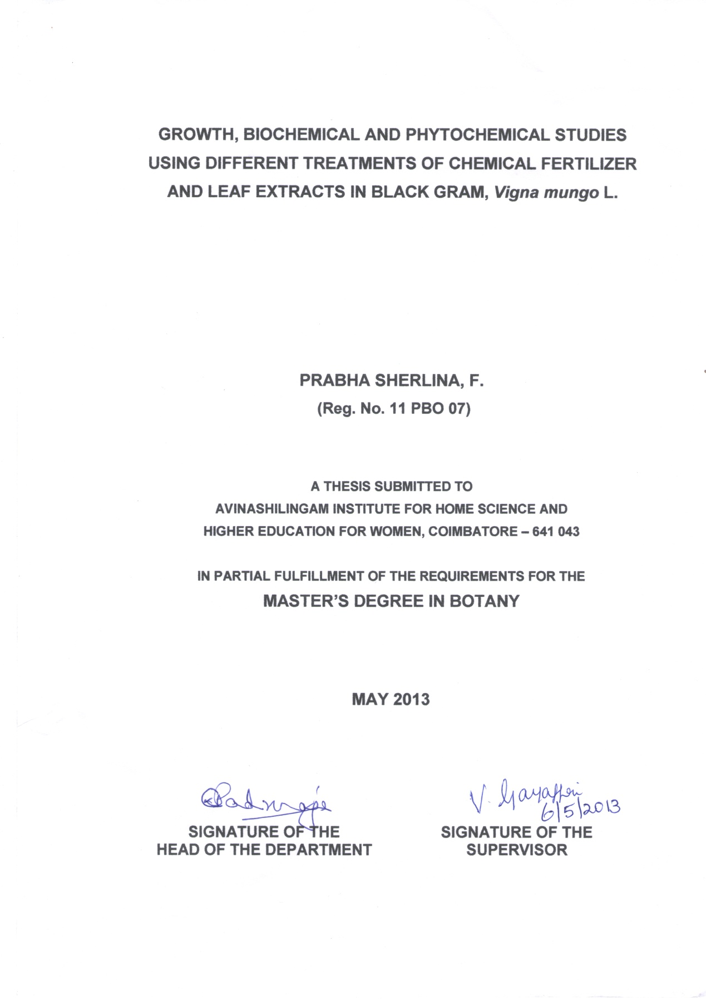 GROWTH, BIOCHEMICAL AND PHYTOCHEMICAL STUDIES
USING DIFFERENT TREATMENTS OF CHEMICAL FERTILIZER
AND LEAF EXTRACTS IN BLACK GRAM, Vigna mungo L.
PRABHA SHERLINA, F.
(Reg. No. 11 PBO 07)
A THESIS SUBMITTED TO
AVINASHILINGAM INSTITUTE FOR HOME SCIENCE AND
HIGHER EDUCATION FOR WOMEN, COIMBATORE – 641 043
IN PARTIAL FULFILLMENT OF THE REQUIREMENTS FOR THE
MASTER'S DEGREE IN BOTANY
MAY 2013
V.
6/5/2013
SIGNATURE OF THE
HEAD OF THE DEPARTMENT
SIGNATURE OF THE
SUPERVISOR